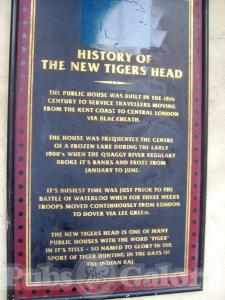 HISTORY OF
THE NEW TIGERS HEAD
THE PUBLIC HOUSE WAS BUILT IN THE 18th
CENTURY TO SERVICE TRAVELLERS MOVING
FROM THE KENT COAST TO CENTRAL LONDON
VIA BLACKHEATH.
THE HOUSE WAS FREQUENTLY THE CENTRE
OF A FROZEN LAKE DURING THE EARLY
1800's WHEN THE QUAGGY RIVER REGULARY
BROKE IT'S BANKS AND FROZE FROM
JANUARY TO JUNE.
IT'S BUSIEST TIME WAS JUST PRIOR TO THE
BATTLE OF WATERLOO WHEN FOR THREE WEEKS
TROOPS MOVED CONTINUOUSLY FROM LONDON
TO DOVER VIA LEE GREEN.
THE NEW TIGERS HEAD IS ONE OF MANY
PUBLIC HOUSES WITH THE WORD 'TIGER'
IN IT'S TITLE - SO NAMED TO GLORY IN THE
SPORT OF TIGER HUNTING IN THE DAYS OF
THE INDIAN RAJ.